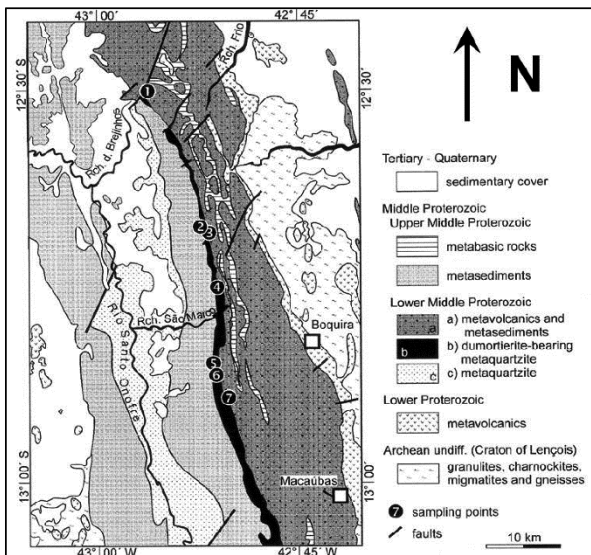 43° 00'
42° 45'
12° 30' S
12° 30'
Rch. Frio
Rch. d. Brejinhos
1
2
3
4
Rch. São Maio
Rio Santo Onofre
Boquira
5
6
7
Macaúbas
13° 00' S
13° 00'
43° 00' W
42° 45' W
N
Tertiary - Quaternary
sedimentary cover
Middle Proterozoic
Upper Middle Proterozoic
metabasic rocks
metasediments
Lower Middle Proterozoic
a a) metavolcanics and
metasediments
b b) dumortierite-bearing
metaquartzite
c c) metaquartzite
Lower Proterozoic
metavolcanics
Archean undiff. (Craton of Lençois)
granulites, charnockites,
migmatites and gneisses
7 sampling points
faults
10 km